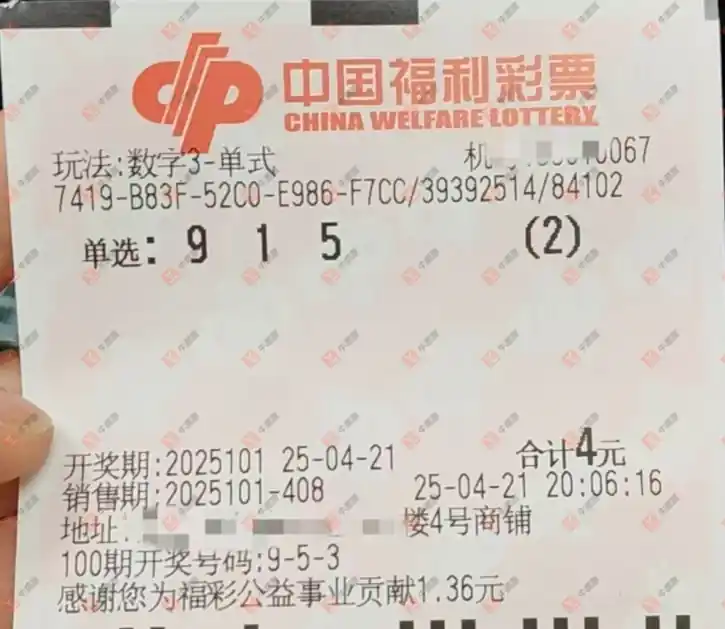 中国福利彩票
CHINA WELFARE LOTTERY
玩法:数字3-单式 机 0067
7419-B83F-52C0-E986-F7CC/39392514/84102
单选: 9 1 5 (2)
开奖期:2025101 25-04-21 合计4元
销售期:2025101-408 25-04-21 20:06:16
地址: 楼4号商铺
100期开奖号码:9-5-3
感谢您为福彩公益事业贡献1.36元